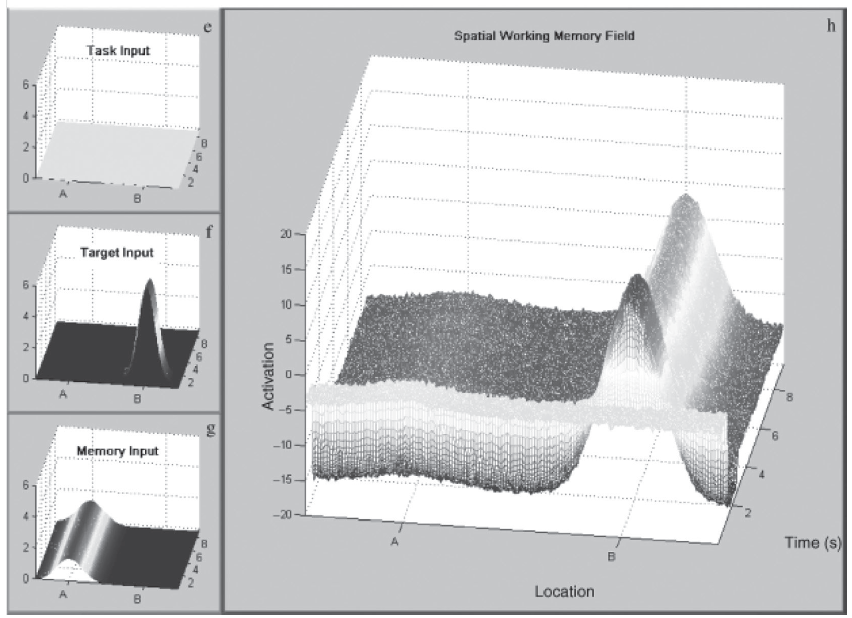 e
Task Input
6
4
2
0
A
B
2
4
6
8
f
Target Input
6
4
2
0
A
B
2
4
6
8
g
Memory Input
6
4
2
0
A
B
2
4
6
8
h
Spatial Working Memory Field
20
15
10
5
0
−5
−10
−15
−20
Activation
A
B
Location
2
4
6
8
Time (s)